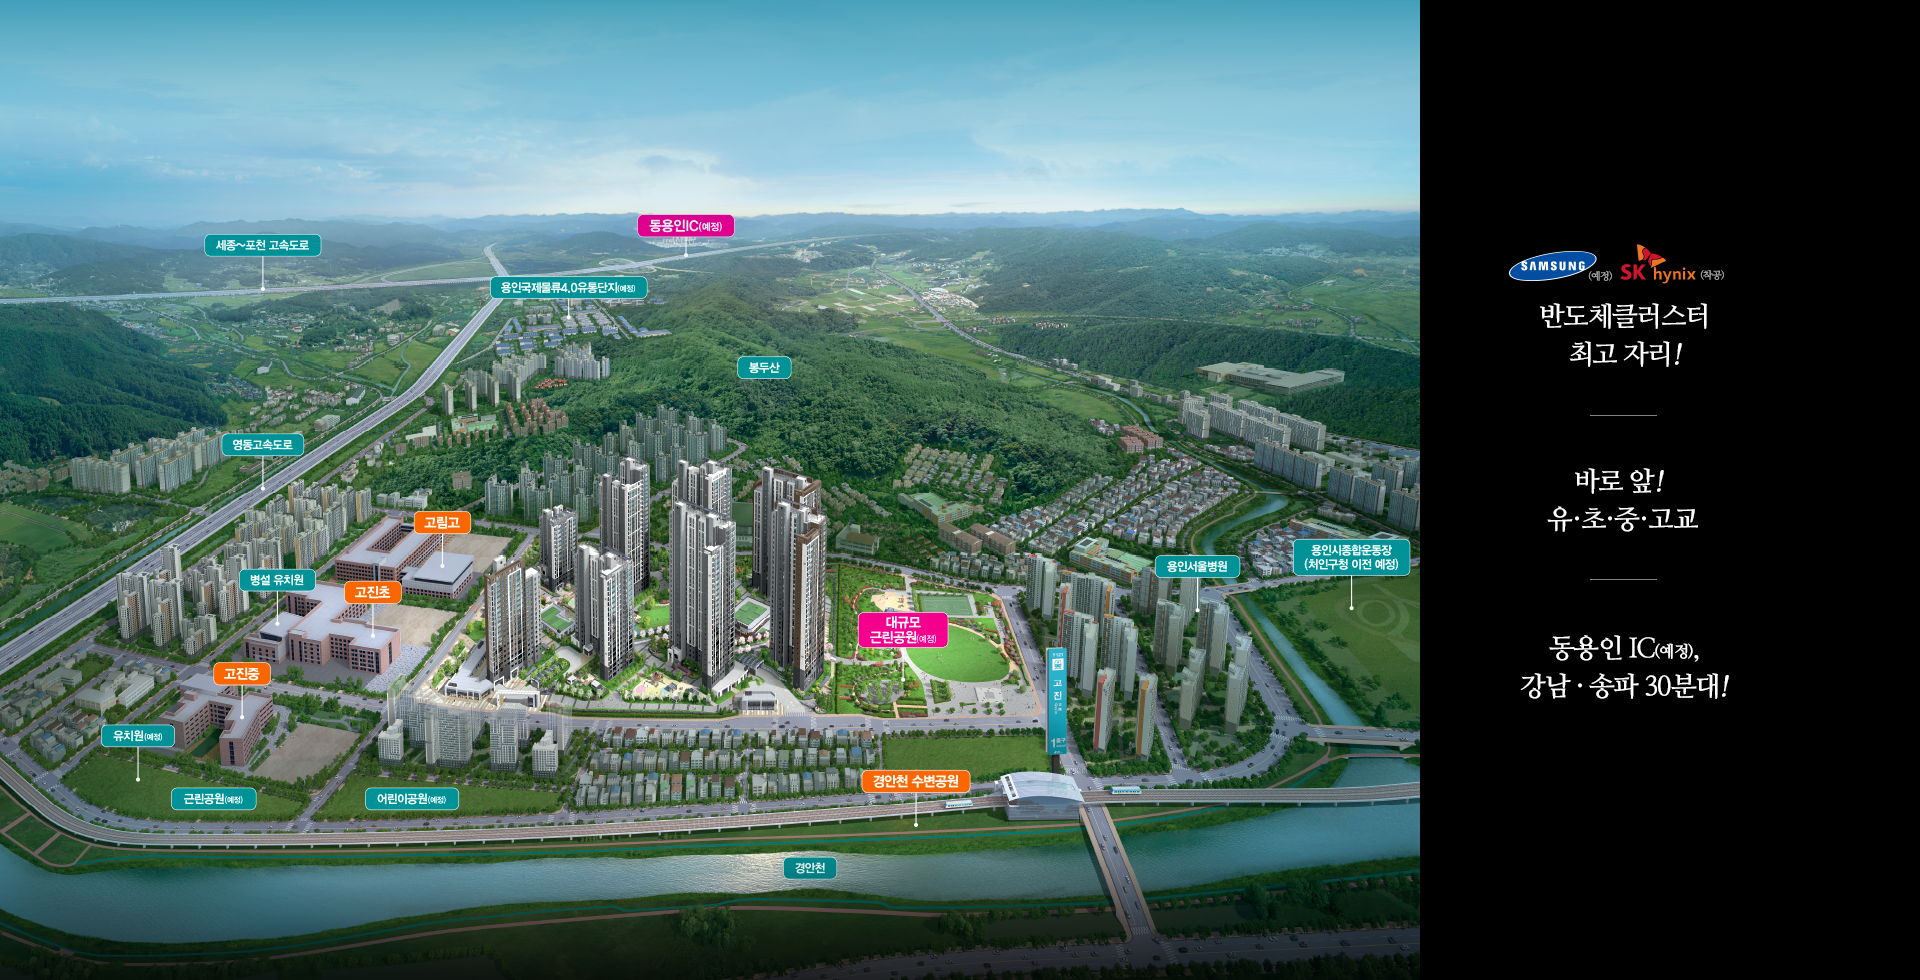 동용인IC(예정)
세종~포천 고속도로
용인국제물류4.0유통단지(예정)
봉두산
영동고속도로
고림고
용인시종합운동장
(처인구청 이전 예정)
용인서울병원
병설 유치원
고진초
대규모
근린공원(예정)
고진중
고진
1출구
유치원(예정)
경안천 수변공원
근린공원(예정)
어린이공원(예정)
경안천
SAMSUNG(예정) SK hynix (착공)
반도체클러스터
최고 자리!
바로 앞!
유·초·중·고교
동용인 IC(예정),
강남·송파 30분대!